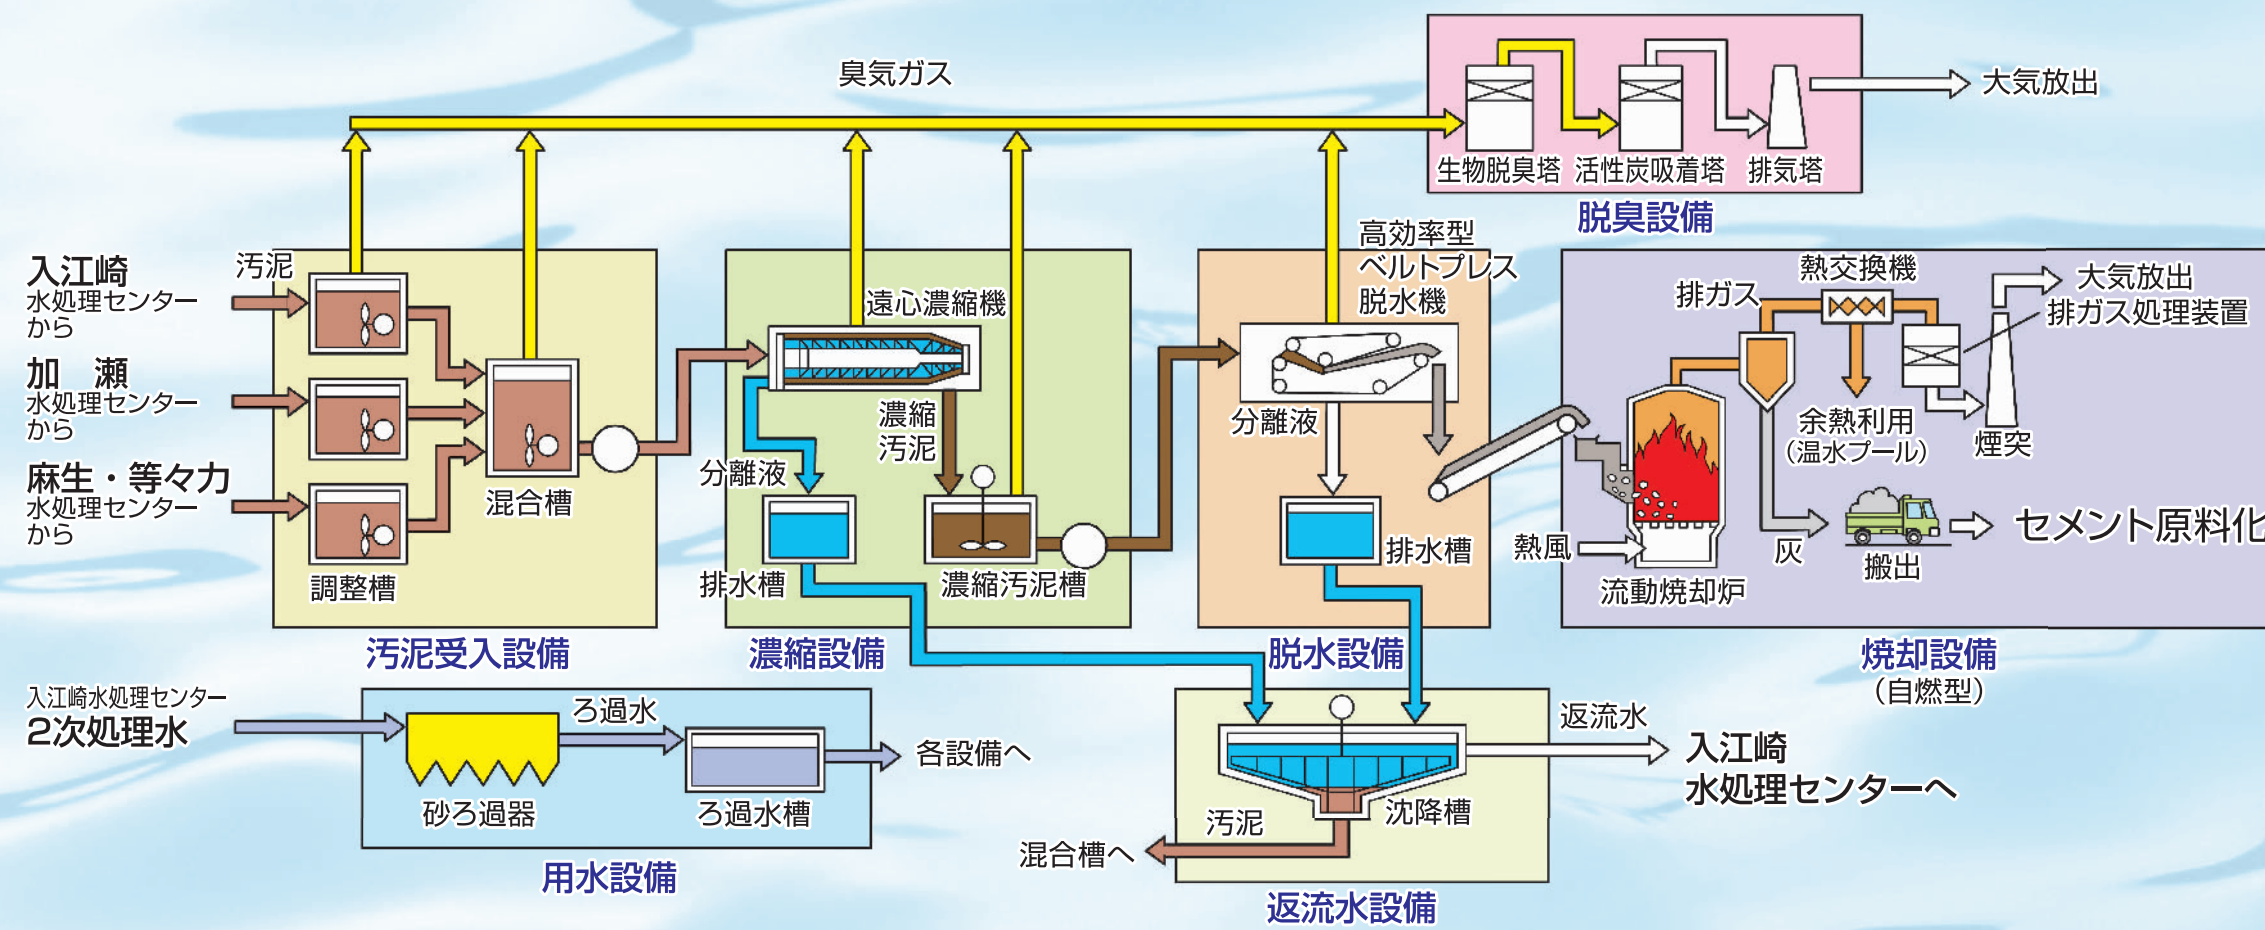 臭気ガス
大気放出
生物脱臭塔 活性炭吸着塔 排気塔
脱臭設備
入江崎
水処理センター
から
加　瀬
水処理センター
から
麻生・等々力
水処理センター
から
汚泥
混合槽
調整槽
汚泥受入設備
遠心濃縮機
濃縮
汚泥
分離液
排水槽
濃縮汚泥槽
濃縮設備
高効率型
ベルトプレス
脱水機
分離液
排水槽
脱水設備
排ガス
熱交換機
大気放出
排ガス処理装置
余熱利用
（温水プール）
煙突
熱風
流動焼却炉
灰
搬出
セメント原料化
焼却設備
（自燃型）
入江崎水処理センター
2次処理水
ろ過水
各設備へ
砂ろ過器
ろ過水槽
用水設備
返流水
入江崎
水処理センターへ
沈降槽
汚泥
混合槽へ
返流水設備